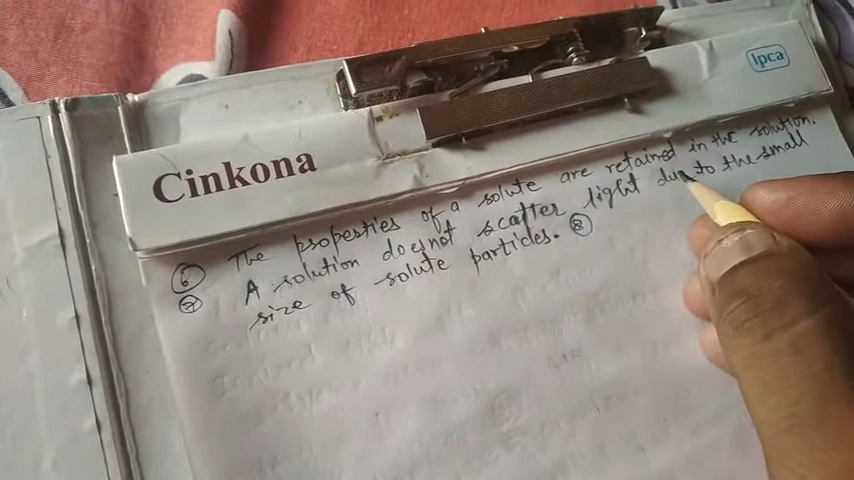 Ipca
Cinkona
6 The properties of a solute are retained in the solution.
7 A solution does not scatter light due to the small
size of solute particles. 8